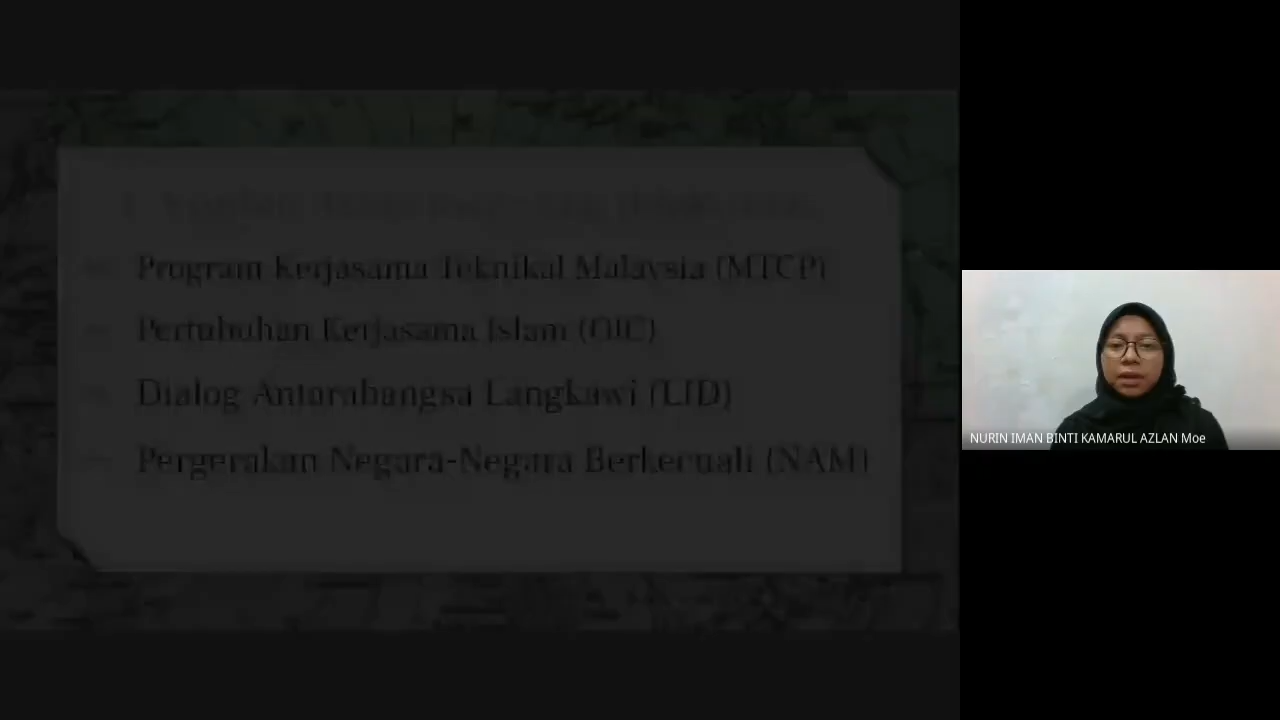 Program Kerjasama Teknikal Malaysia (MTCP)
Pertubuhan Kerjasama Islam (OIC)
Dialog Antarabangsa Langkawi (LID)
Pergerakan Negara-Negara Berkecuali (NAM)
NURIN IMAN BINTI KAMARUL AZLAN Moe